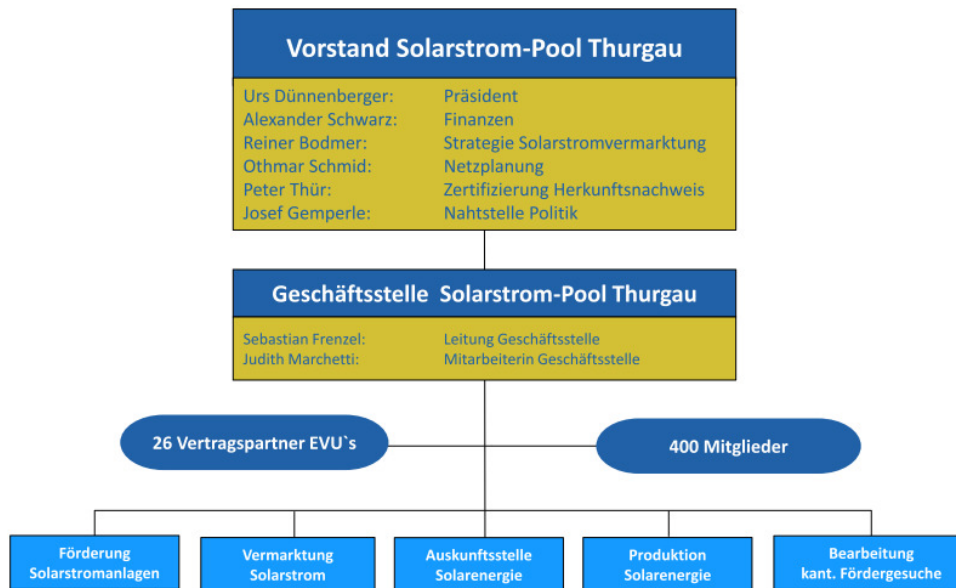 Vorstand Solarstrom-Pool Thurgau
Urs Dünnenberger: Präsident
Alexander Schwarz: Finanzen
Reiner Bodmer: Strategie Solarstromvermarktung
Othmar Schmid: Netzplanung
Peter Thür: Zertifizierung Herkunftsnachweis
Josef Gemperle: Nahtstelle Politik
Geschäftsstelle Solarstrom-Pool Thurgau
Sebastian Frenzel: Leitung Geschäftsstelle
Judith Marchetti: Mitarbeiterin Geschäftsstelle
26 Vertragspartner EVU`s
400 Mitglieder
Förderung
Solarstromanlagen
Vermarktung
Solarstrom
Auskunftsstelle
Solarenergie
Produktion
Solarenergie
Bearbeitung
kant. Fördergesuche